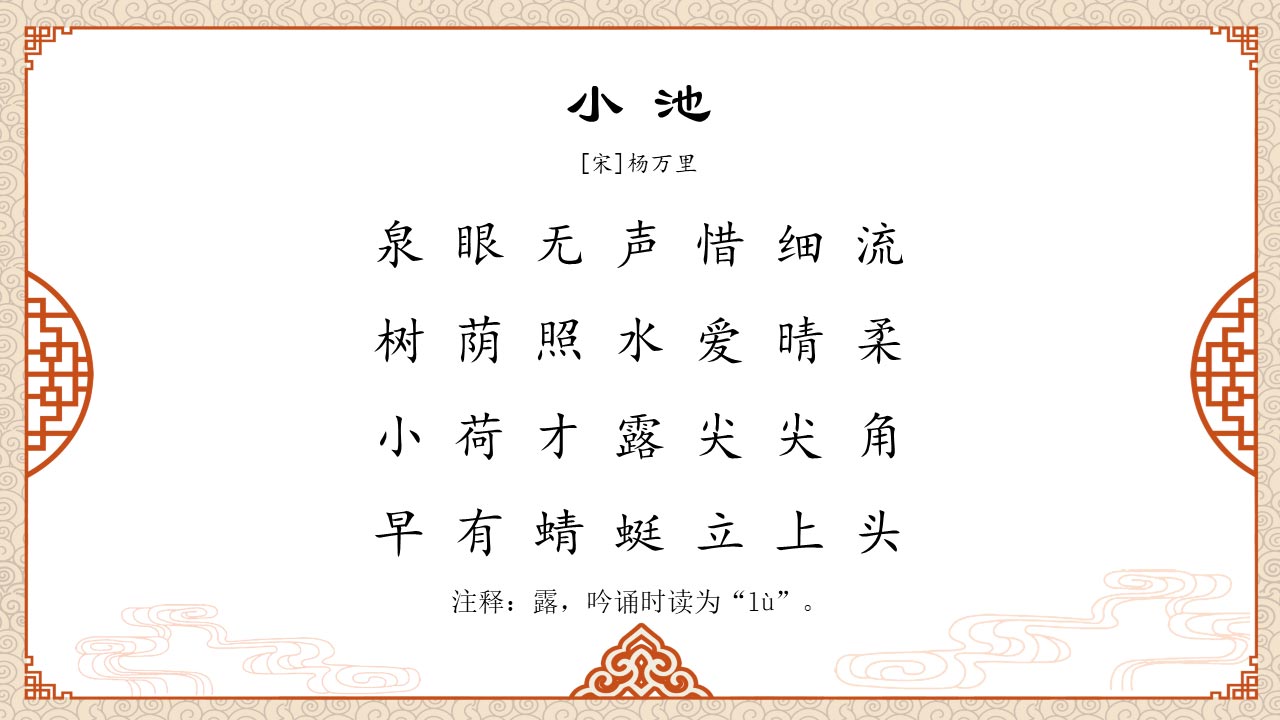 小池
[宋]杨万里
泉眼无声惜细流
树荫照水爱晴柔
小荷才露尖尖角
早有蜻蜓立上头
注释：露，吟诵时读为“lù”。